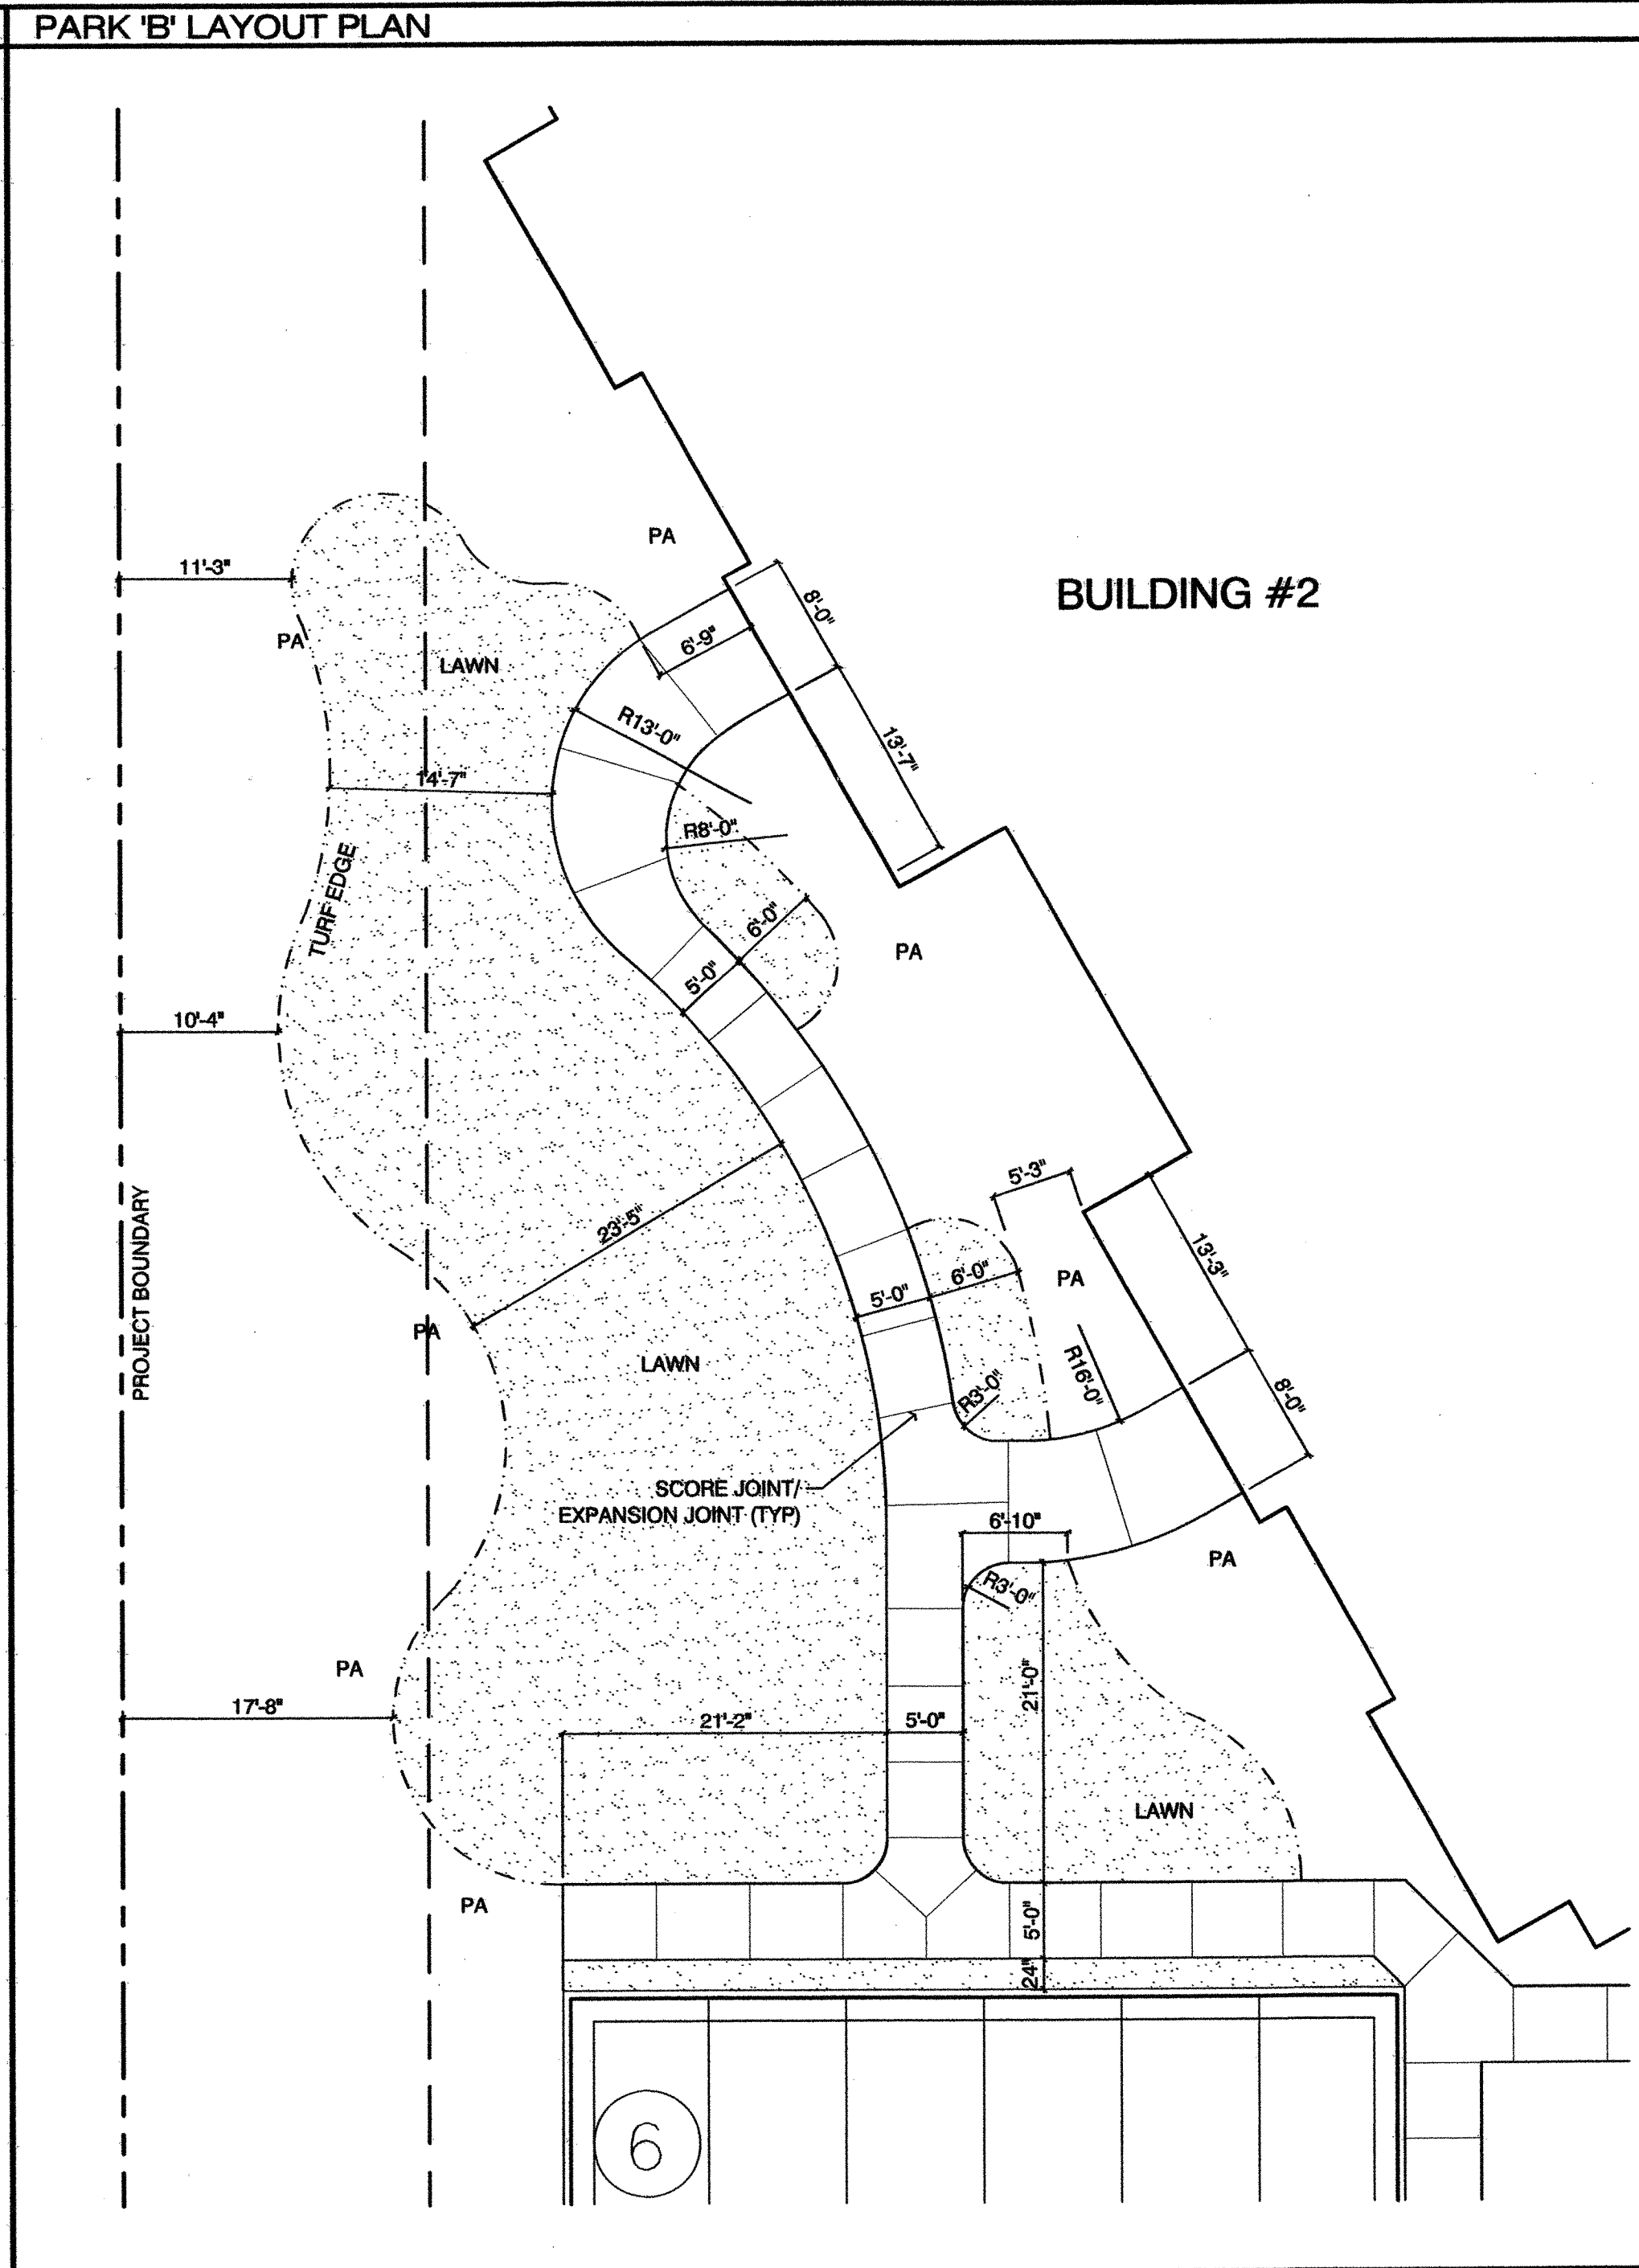 PARK 'B' LAYOUT PLAN
PA
11'-3"
8'-0"
BUILDING #2
PA
6'-9"
LAWN
R13'-0"
13'-7"
14'-7"
R8'-0"
TURF EDGE
6'-0"
PA
5'-0"
10'-4"
5'-3"
PROJECT BOUNDARY
23'-5"
13'-3"
6'-0"
PA
5'-0"
PA
LAWN
R3'-0"
R16'-0"
8'-0"
SCORE JOINT/
EXPANSION JOINT (TYP)
6'-10"
PA
R3'-0"
PA
21'-0"
17'-8"
21'-2"
5'-0"
LAWN
PA
5'-0"
24"
6